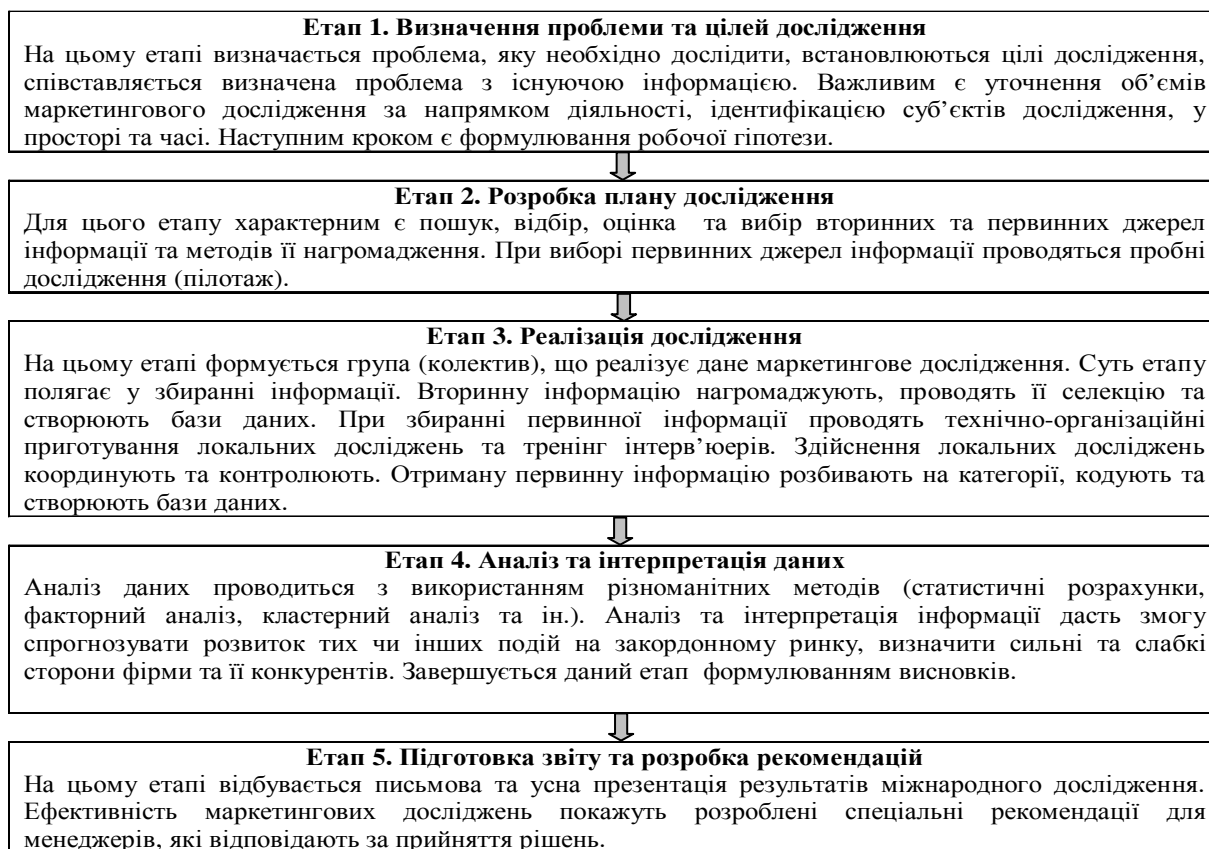 Етап 1. Визначення проблеми та цілей дослідження
На цьому етапі визначається проблема, яку необхідно дослідити, встановлюються цілі дослідження,
співставляється визначена проблема з існуючою інформацією. Важливим є уточнення об’ємів
маркетингового дослідження за напрямком діяльності, ідентифікацією суб’єктів дослідження, у
просторі та часі. Наступним кроком є формулювання робочої гіпотези.
Етап 2. Розробка плану дослідження
Для цього етапу характерним є пошук, відбір, оцінка та вибір вторинних та первинних джерел
інформації та методів її нагромадження. При виборі первинних джерел інформації проводяться пробні
дослідження (пілотаж).
Етап 3. Реалізація дослідження
На цьому етапі формується група (колектив), що реалізує дане маркетингове дослідження. Суть етапу
полягає у збиранні інформації. Вторинну інформацію нагромаджують, проводять її селекцію та
створюють бази даних. При збиранні первинної інформації проводять технічно-організаційні
приготування локальних досліджень та тренінг інтерв’юерів. Здійснення локальних досліджень
координують та контролюють. Отриману первинну інформацію розбивають на категорії, кодують та
створюють бази даних.
Етап 4. Аналіз та інтерпретація даних
Аналіз даних проводиться з використанням різноманітних методів (статистичні розрахунки,
факторний аналіз, кластерний аналіз та ін.). Аналіз та інтерпретація інформації дасть змогу
спрогнозувати розвиток тих чи інших подій на закордонному ринку, визначити сильні та слабкі
сторони фірми та її конкурентів. Завершується даний етап формулюванням висновків.
Етап 5. Підготовка звіту та розробка рекомендацій
На цьому етапі відбувається письмова та усна презентація результатів міжнародного дослідження.
Ефективність маркетингових досліджень покажуть розроблені спеціальні рекомендації для
менеджерів, які відповідають за прийняття рішень.